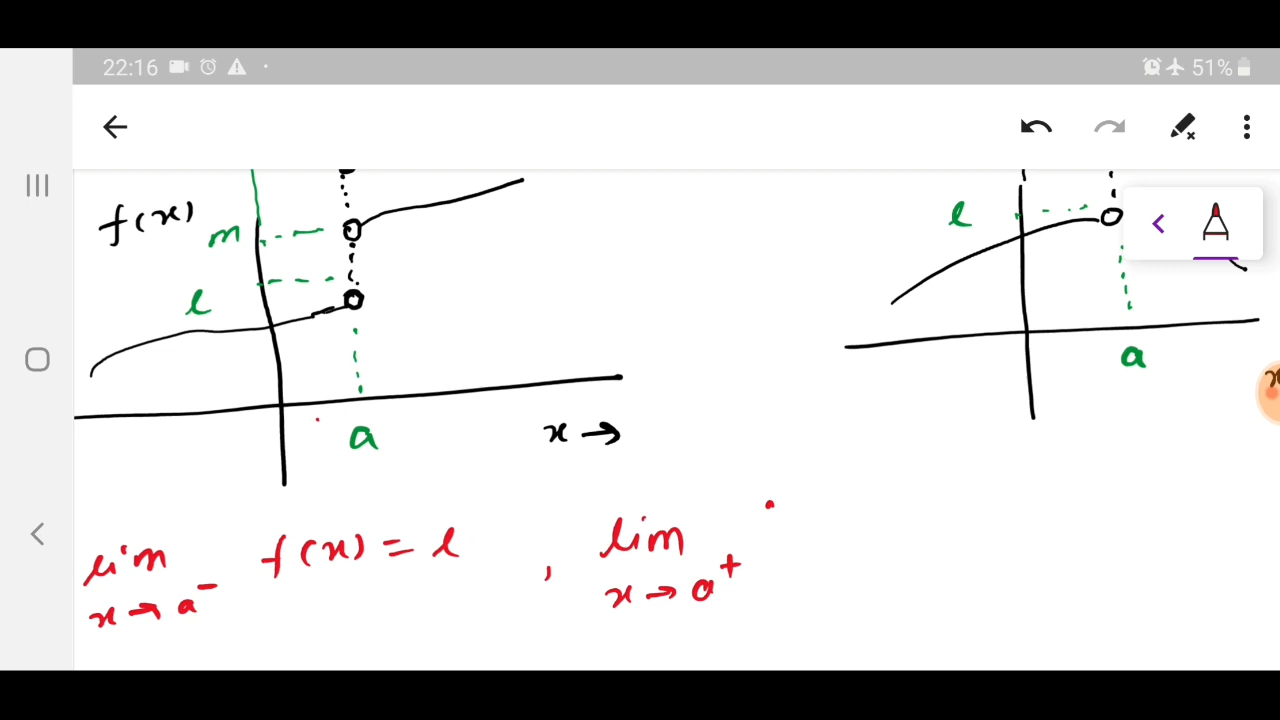 22:16
51%
f(x)
m
l
a
x →
l
a
lim f(x) = l , lim
x → a⁻ x → a⁺